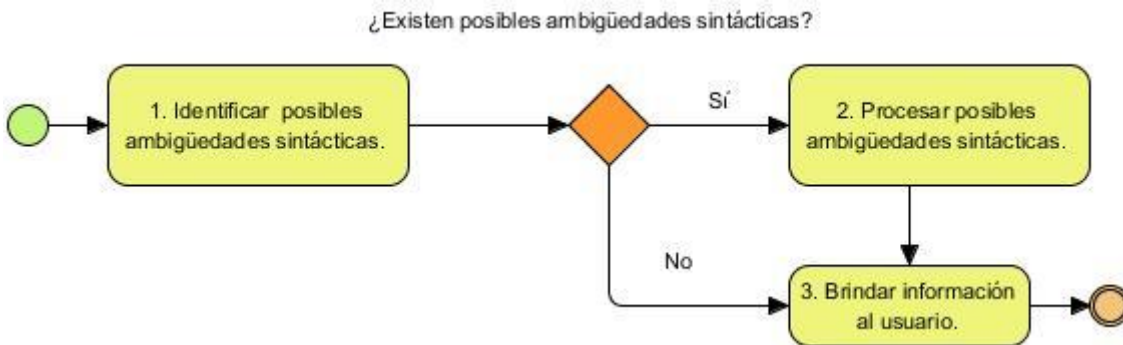 ¿Existen posibles ambigüedades sintácticas?
1. Identificar posibles
ambigüedades sintácticas.
Sí
2. Procesar posibles
ambigüedades sintácticas.
No
3. Brindar información
al usuario.